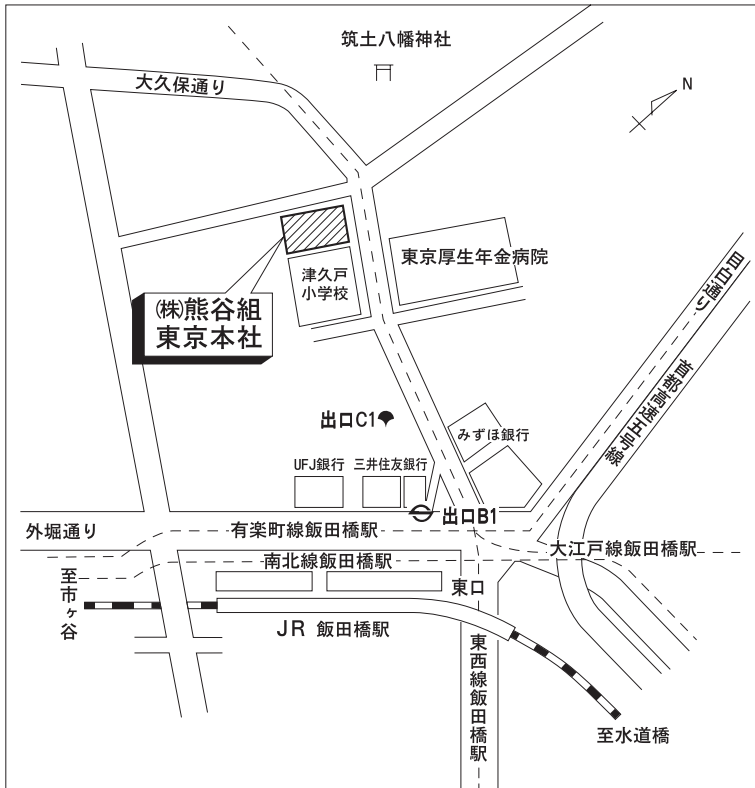 筑土八幡神社
大久保通り
N
東京厚生年金病院
津久戸
小学校
(株)熊谷組
東京本社
目白通り
首都高速五号線
出口C1
みずほ銀行
UFJ銀行
三井住友銀行
出口B1
外堀通り
有楽町線飯田橋駅
大江戸線飯田橋駅
南北線飯田橋駅
東口
至市ヶ谷
JR 飯田橋駅
東西線飯田橋駅
至水道橋